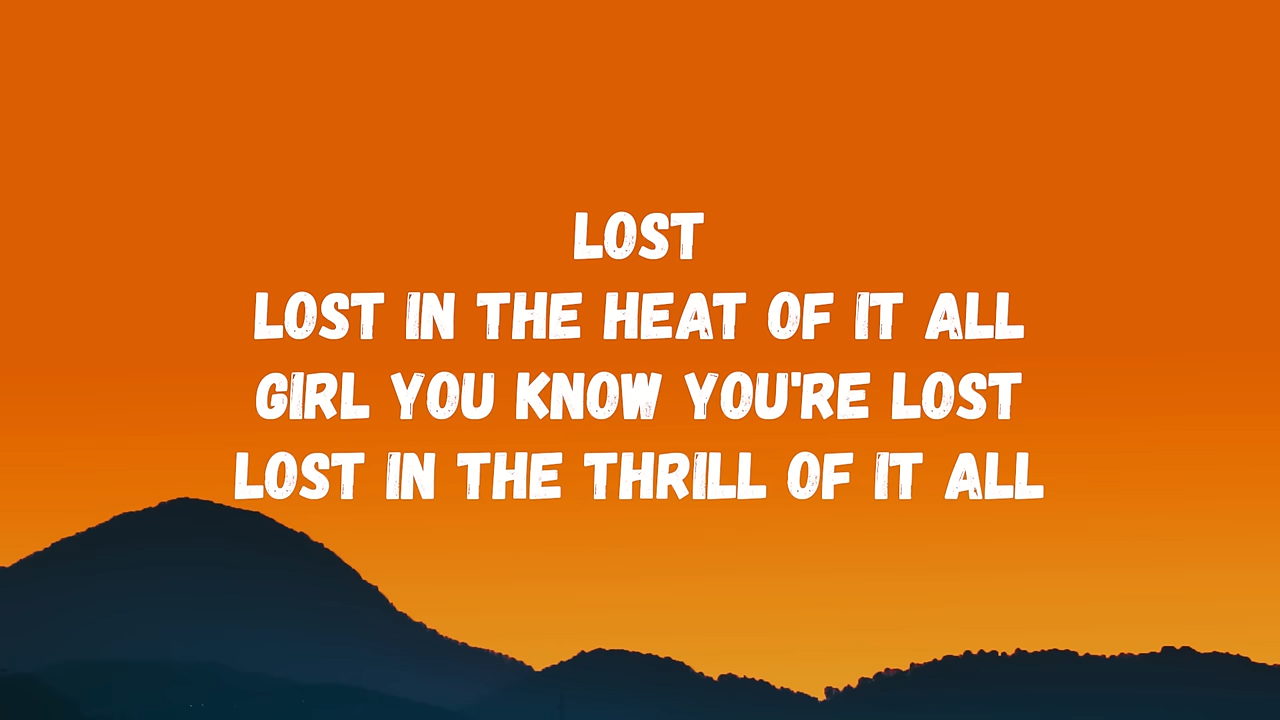 LOST
LOST IN THE HEAT OF IT ALL
GIRL YOU KNOW YOU'RE LOST
LOST IN THE THRILL OF IT ALL